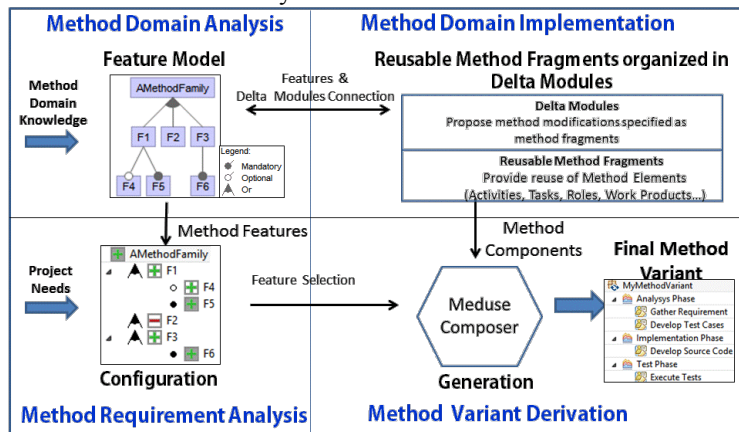 Method Domain Analysis
Method Domain Implementation
Feature Model
Reusable Method Fragments organized in
Delta Modules
Method
Domain
Knowledge
AMethodFamily
F1
F2
F3
F4
F5
F6
Legend:
Mandatory
Optional
Or
Features &
Delta Modules Connection
Delta Modules
Propose method modifications specified as
method fragments
Reusable Method Fragments
Provide reuse of Method Elements
(Activities, Tasks, Roles, Work Products...)
Method Features
Method
Components
Project
Needs
AMethodFamily
F1
F4
F5
F2
F3
F6
Configuration
Feature Selection
Meduse
Composer
Generation
Final Method
Variant
MyMethodVariant
Analysys Phase
Gather Requirement
Develop Test Cases
Implementation Phase
Develop Source Code
Test Phase
Execute Tests
Method Requirement Analysis
Method Variant Derivation